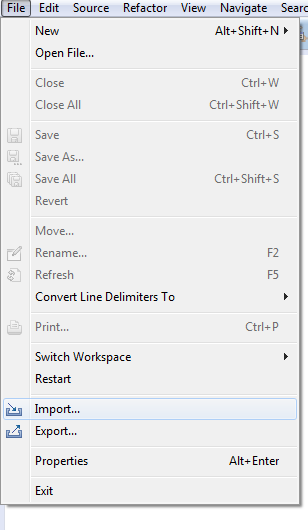 File Edit Source Refactor View Navigate Searc
New Alt+Shift+N
Open File...
Close Ctrl+W
Close All Ctrl+Shift+W
Save Ctrl+S
Save As...
Save All Ctrl+Shift+S
Revert
Move...
Rename... F2
Refresh F5
Convert Line Delimiters To
Print... Ctrl+P
Switch Workspace
Restart
Import...
Export...
Properties Alt+Enter
Exit